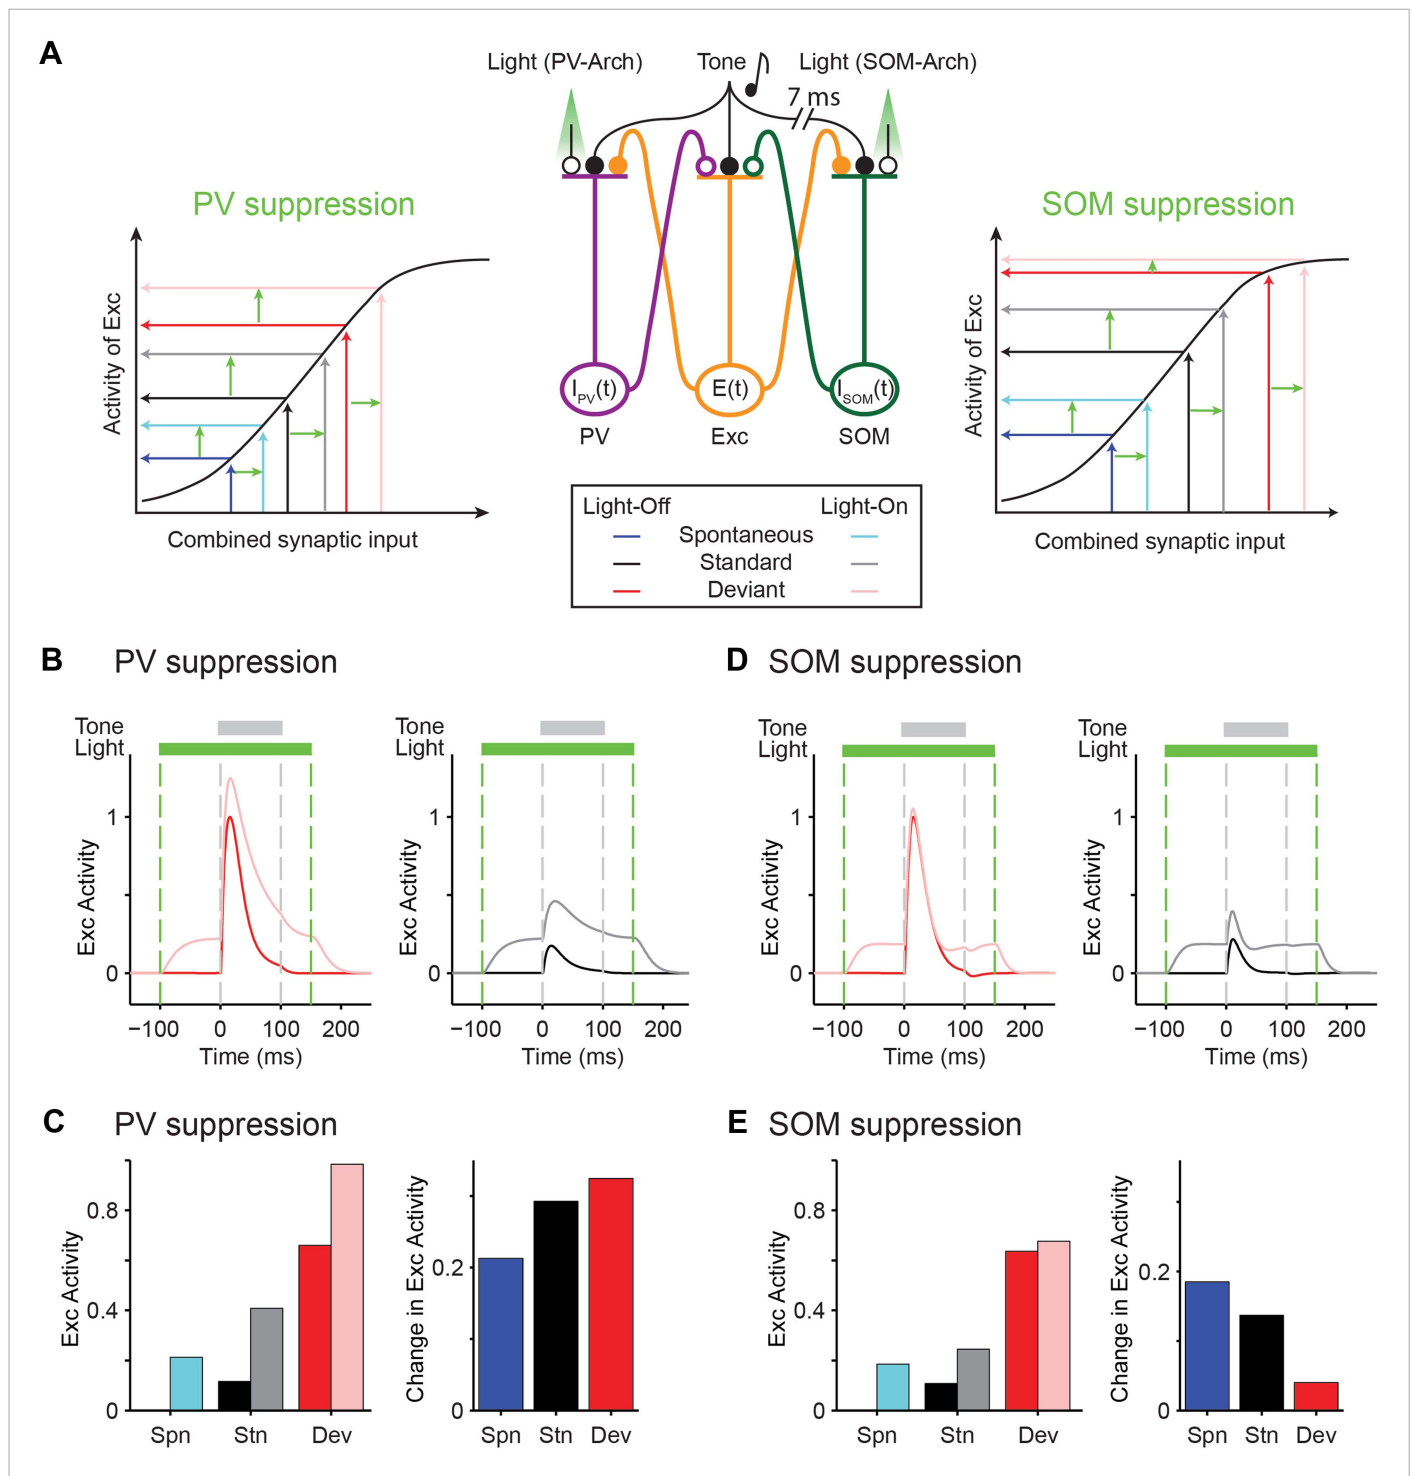 A
Light (PV-Arch)
Tone
Light (SOM-Arch)
7 ms
PV suppression
Activity of Exc
Combined synaptic input
I_PV(t)
E(t)
I_SOM(t)
PV
Exc
SOM
SOM suppression
Activity of Exc
Combined synaptic input
Light-Off
Light-On
Spontaneous
Standard
Deviant
B
PV suppression
Tone
Light
1
0
Exc Activity
−100 0 100 200
Time (ms)
Tone
Light
1
0
Exc Activity
−100 0 100 200
Time (ms)
D
SOM suppression
Tone
Light
1
0
Exc Activity
−100 0 100 200
Time (ms)
Tone
Light
1
0
Exc Activity
−100 0 100 200
Time (ms)
C
PV suppression
0.8
0.4
0
Exc Activity
Spn Stn Dev
0.2
0
Change in Exc Activity
Spn Stn Dev
E
SOM suppression
0.8
0.4
0
Exc Activity
Spn Stn Dev
0.2
0
Change in Exc Activity
Spn Stn Dev